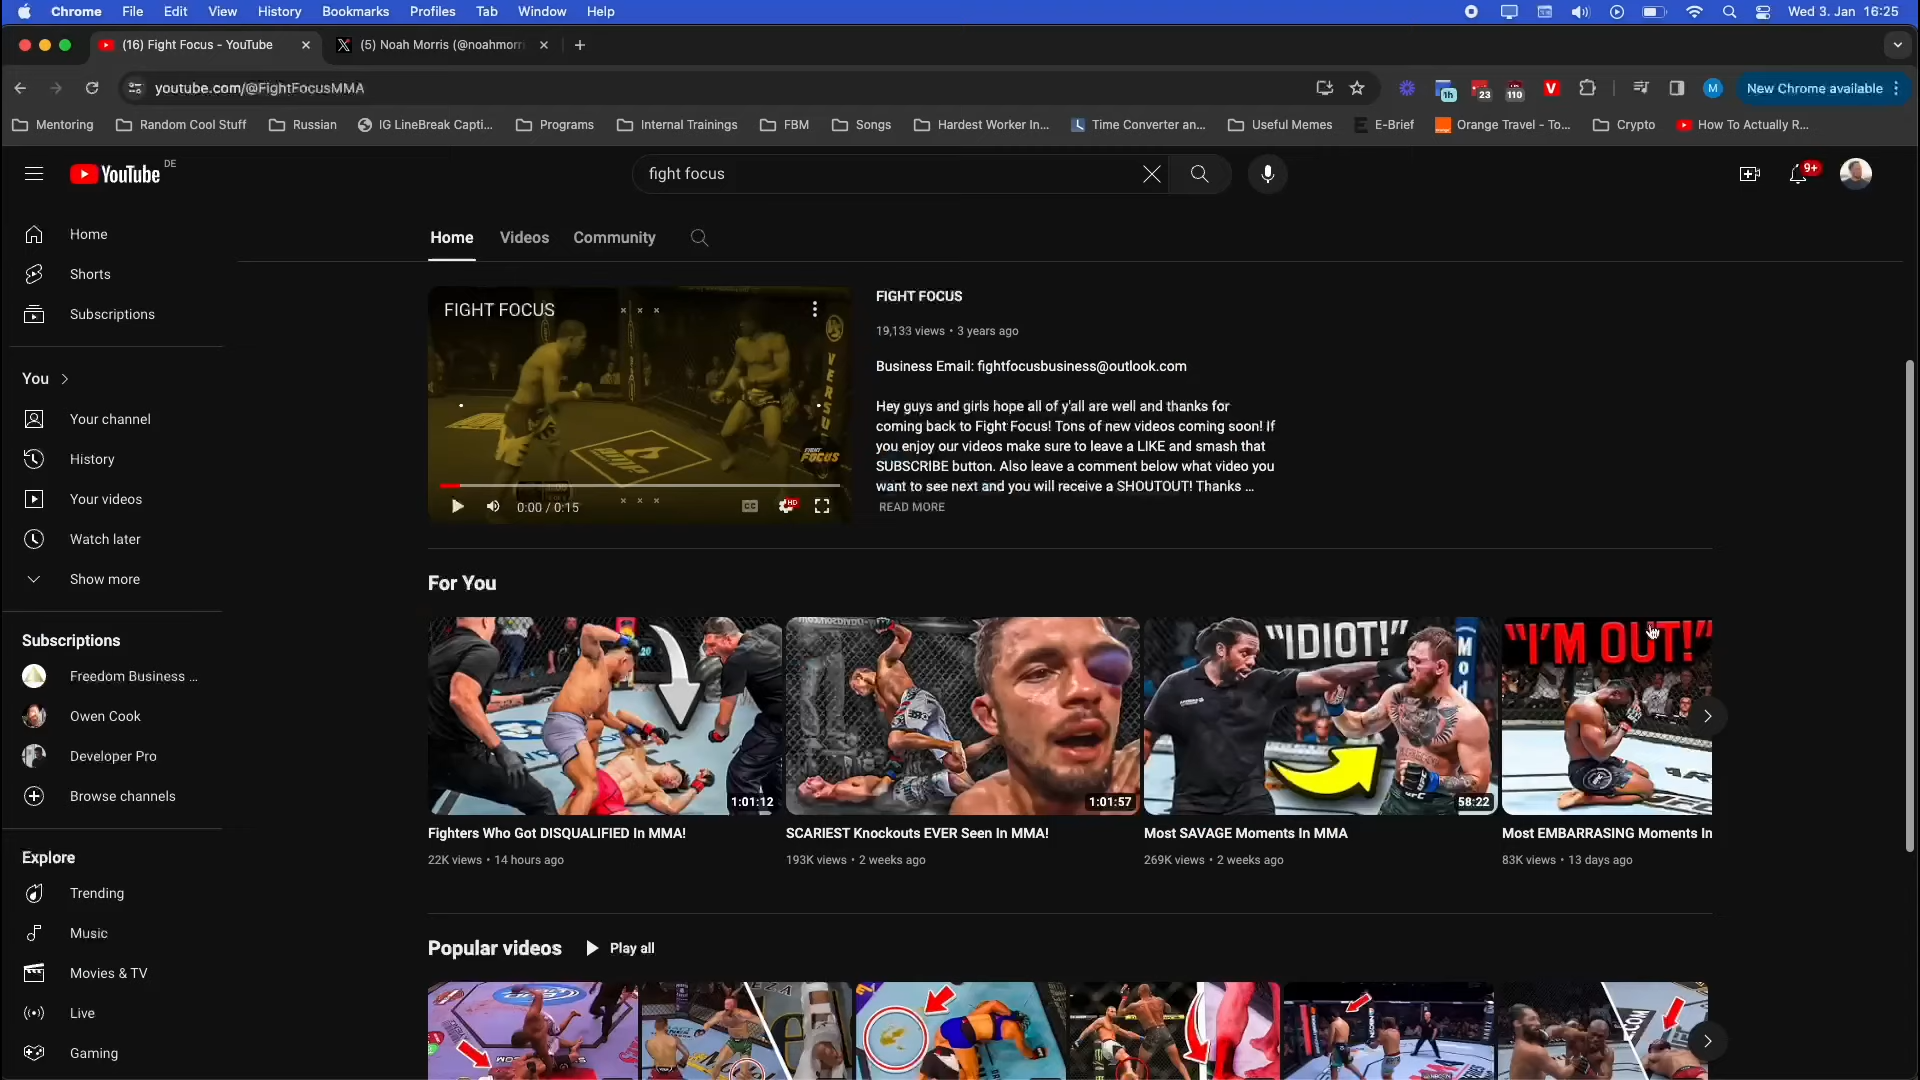 Chrome File Edit View History Bookmarks Profiles Tab Window Help Wed 3. Jan 16:25
(16) Fight Focus - YouTube (5) Noah Morris (@noahmorri
youtube.com/@FightFocusMMA 1h 23 110 M New Chrome available
Mentoring Random Cool Stuff Russian IG LineBreak Capti... Programs Internal Trainings FBM Songs Hardest Worker In... Time Converter an... Useful Memes E-Brief Orange Travel - To... Crypto How To Actually R...
YouTube DE fight focus 9+
Home
Shorts
Subscriptions
You
Your channel
History
Your videos
Watch later
Show more
Subscriptions
Freedom Business ...
Owen Cook
Developer Pro
Browse channels
Explore
Trending
Music
Movies & TV
Live
Gaming
Home Videos Community
FIGHT FOCUS
VERSU
FIGHT
FOCUS
0:00 / 0:15 CC HD
FIGHT FOCUS
19,133 views • 3 years ago
Business Email: fightfocusbusiness@outlook.com
Hey guys and girls hope all of y'all are well and thanks for
coming back to Fight Focus! Tons of new videos coming soon! If
you enjoy our videos make sure to leave a LIKE and smash that
SUBSCRIBE button. Also leave a comment below what video you
want to see next and you will receive a SHOUTOUT! Thanks ...
READ MORE
For You
1:01:12
Fighters Who Got DISQUALIFIED In MMA!
22K views • 14 hours ago
1:01:57
SCARIEST Knockouts EVER Seen In MMA!
193K views • 2 weeks ago
"IDIOT!"
58:22
Most SAVAGE Moments In MMA
269K views • 2 weeks ago
"I'M OUT!"
Most EMBARRASING Moments In
83K views • 13 days ago
Popular videos Play all